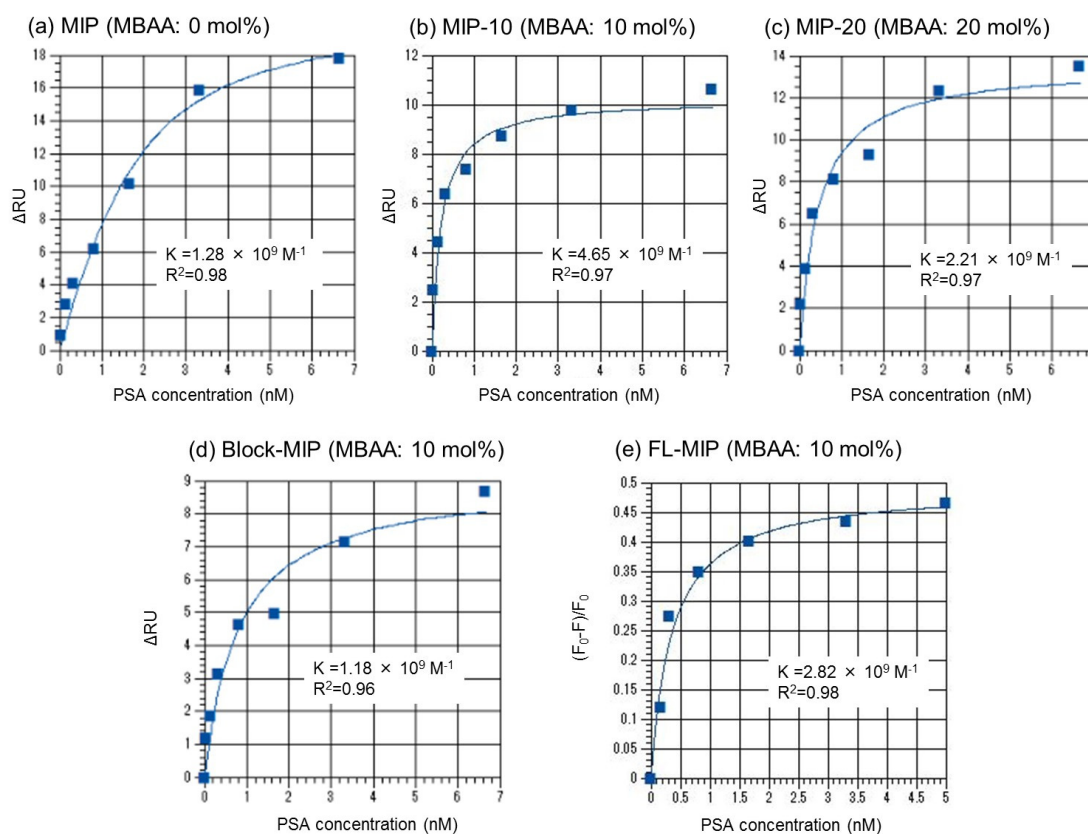 (a) MIP (MBAA: 0 mol%)
18
16
14
12
10
8
6
4
2
0
ΔRU
K =1.28 × 10⁹ M⁻¹
R²=0.98
0 1 2 3 4 5 6 7
PSA concentration (nM)
(b) MIP-10 (MBAA: 10 mol%)
12
10
8
6
4
2
0
ΔRU
K =4.65 × 10⁹ M⁻¹
R²=0.97
0 1 2 3 4 5 6 7
PSA concentration (nM)
(c) MIP-20 (MBAA: 20 mol%)
14
12
10
8
6
4
2
0
ΔRU
K =2.21 × 10⁹ M⁻¹
R²=0.97
0 1 2 3 4 5 6 7
PSA concentration (nM)
(d) Block-MIP (MBAA: 10 mol%)
9
8
7
6
5
4
3
2
1
0
ΔRU
K =1.18 × 10⁹ M⁻¹
R²=0.96
0 1 2 3 4 5 6 7
PSA concentration (nM)
(e) FL-MIP (MBAA: 10 mol%)
0.5
0.45
0.4
0.35
0.3
0.25
0.2
0.15
0.1
0.05
0
(F₀-F)/F₀
K =2.82 × 10⁹ M⁻¹
R²=0.98
0 0.5 1 1.5 2 2.5 3 3.5 4 4.5 5
PSA concentration (nM)